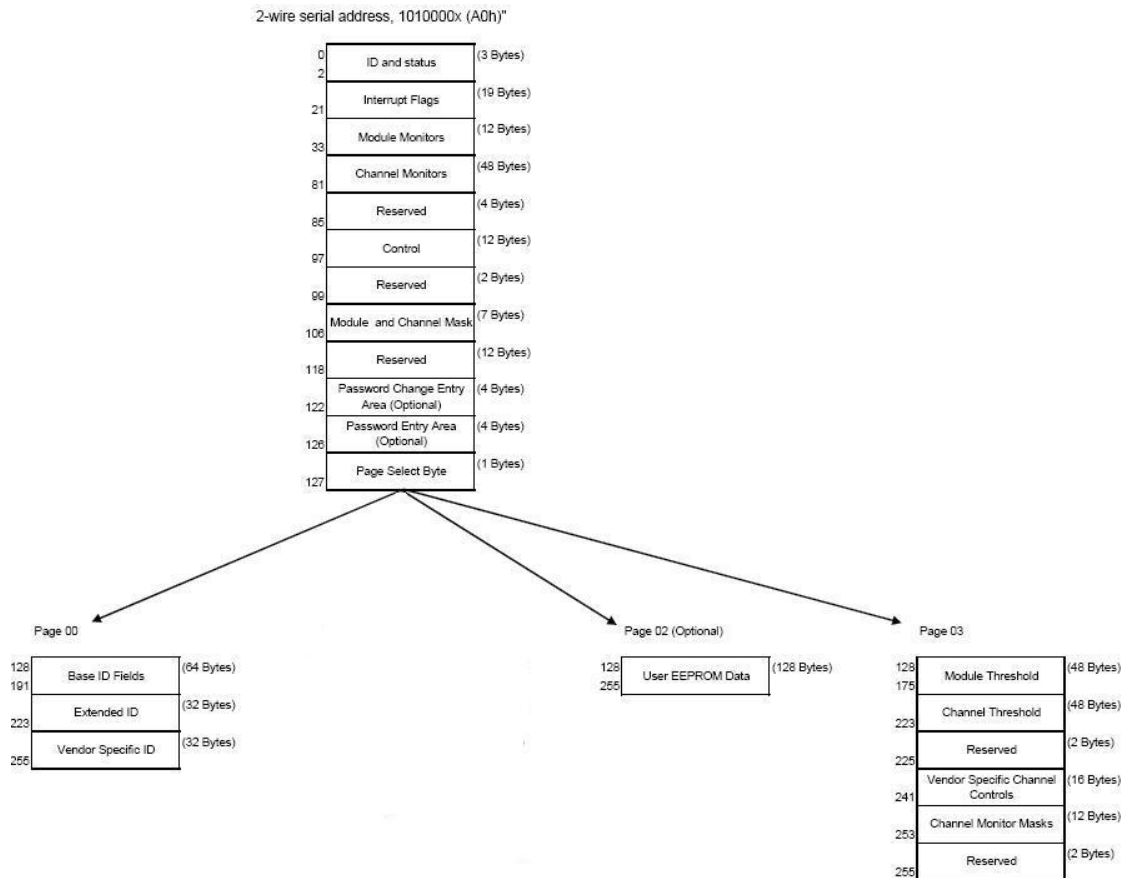 2-wire serial address, 1010000x (A0h)"
0
ID and status
(3 Bytes)
2
Interrupt Flags
(19 Bytes)
21
Module Monitors
(12 Bytes)
33
Channel Monitors
(48 Bytes)
81
Reserved
(4 Bytes)
85
Control
(12 Bytes)
97
Reserved
(2 Bytes)
99
Module and Channel Mask
(7 Bytes)
106
Reserved
(12 Bytes)
118
Password Change Entry
Area (Optional)
(4 Bytes)
122
Password Entry Area
(Optional)
(4 Bytes)
126
Page Select Byte
(1 Bytes)
127
Page 00
128
Base ID Fields
(64 Bytes)
191
Extended ID
(32 Bytes)
223
Vendor Specific ID
(32 Bytes)
255
Page 02 (Optional)
128
User EEPROM Data
(128 Bytes)
255
Page 03
128
Module Threshold
(48 Bytes)
175
Channel Threshold
(48 Bytes)
223
Reserved
(2 Bytes)
225
Vendor Specific Channel
Controls
(16 Bytes)
241
Channel Monitor Masks
(12 Bytes)
253
Reserved
(2 Bytes)
255